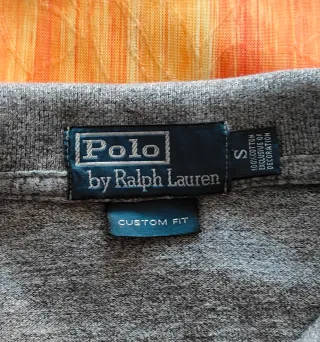 Polo
by Ralph Lauren
S
100% COTTON
EXCLUSIVE OF
DECORATION
CUSTOM FIT